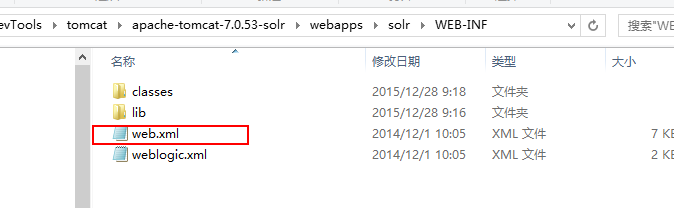 evTools › tomcat › apache-tomcat-7.0.53-solr › webapps › solr › WEB-INF 搜索"WE
名称 修改日期 类型 大小
classes 2015/12/28 9:18 文件夹
lib 2015/12/28 9:16 文件夹
web.xml 2014/12/1 10:05 XML 文件 7 KE
weblogic.xml 2014/12/1 10:05 XML 文件 2 KE